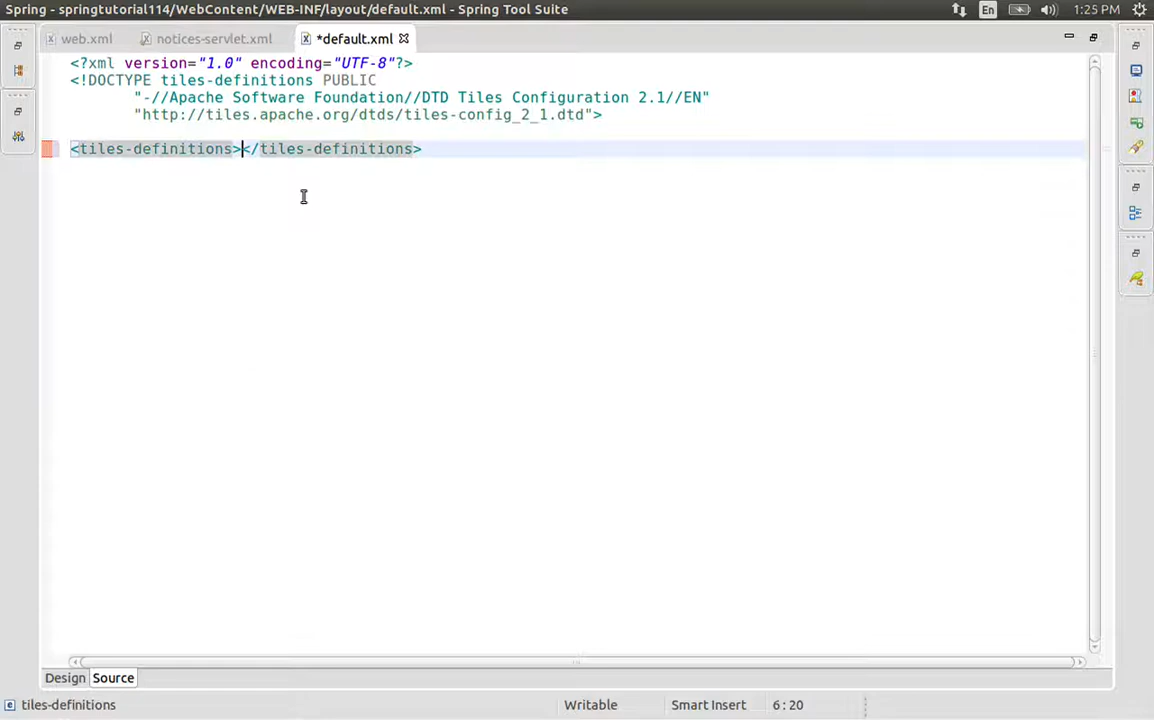 Spring - springtutorial114/WebContent/WEB-INF/layout/default.xml - Spring Tool Suite
En
1:25 PM
web.xml
notices-servlet.xml
*default.xml
<?xml version="1.0" encoding="UTF-8"?>
<!DOCTYPE tiles-definitions PUBLIC
"-//Apache Software Foundation//DTD Tiles Configuration 2.1//EN"
"http://tiles.apache.org/dtds/tiles-config_2_1.dtd">
<tiles-definitions></tiles-definitions>
Design
Source
tiles-definitions
Writable
Smart Insert
6 : 20